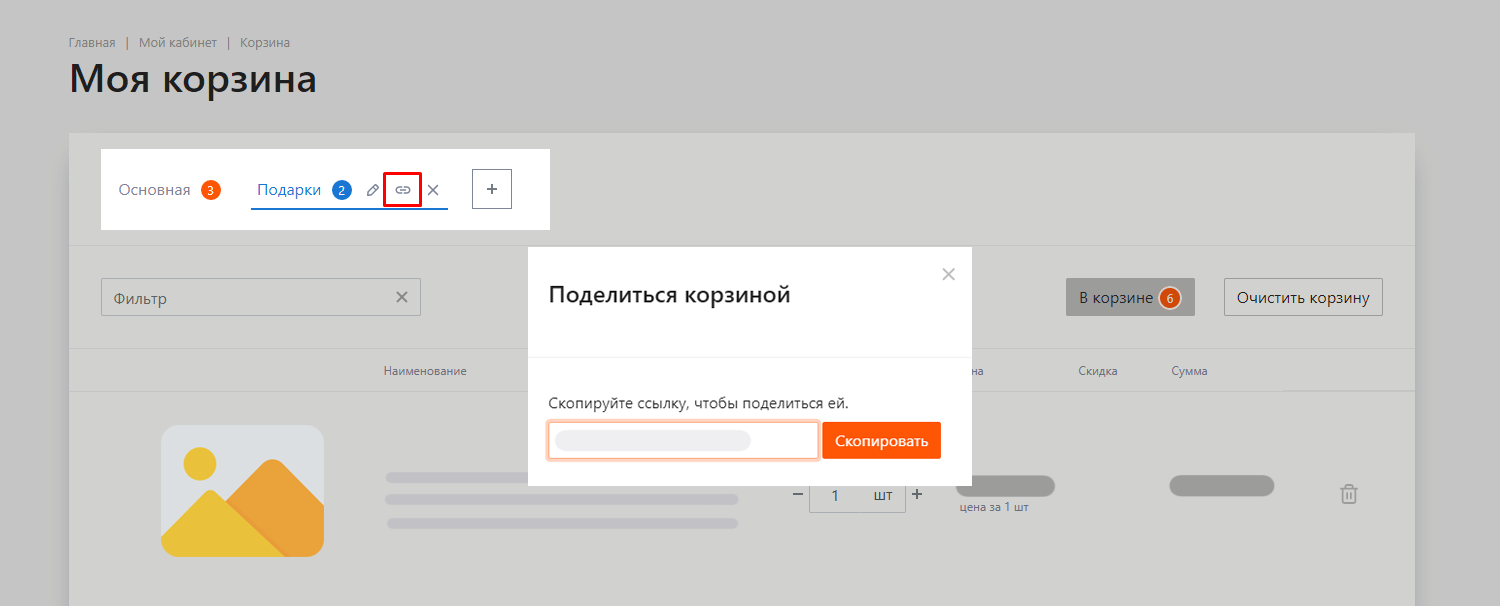 Главная | Мой кабинет | Корзина
Моя корзина
Основная 3 Подарки 2 +
Поделиться корзиной
Фильтр
В корзине 6
Очистить корзину
Наименование
на
Скидка
Сумма
Скопируйте ссылку, чтобы поделиться ей.
Скопировать
− 1 шт +
цена за 1 шт